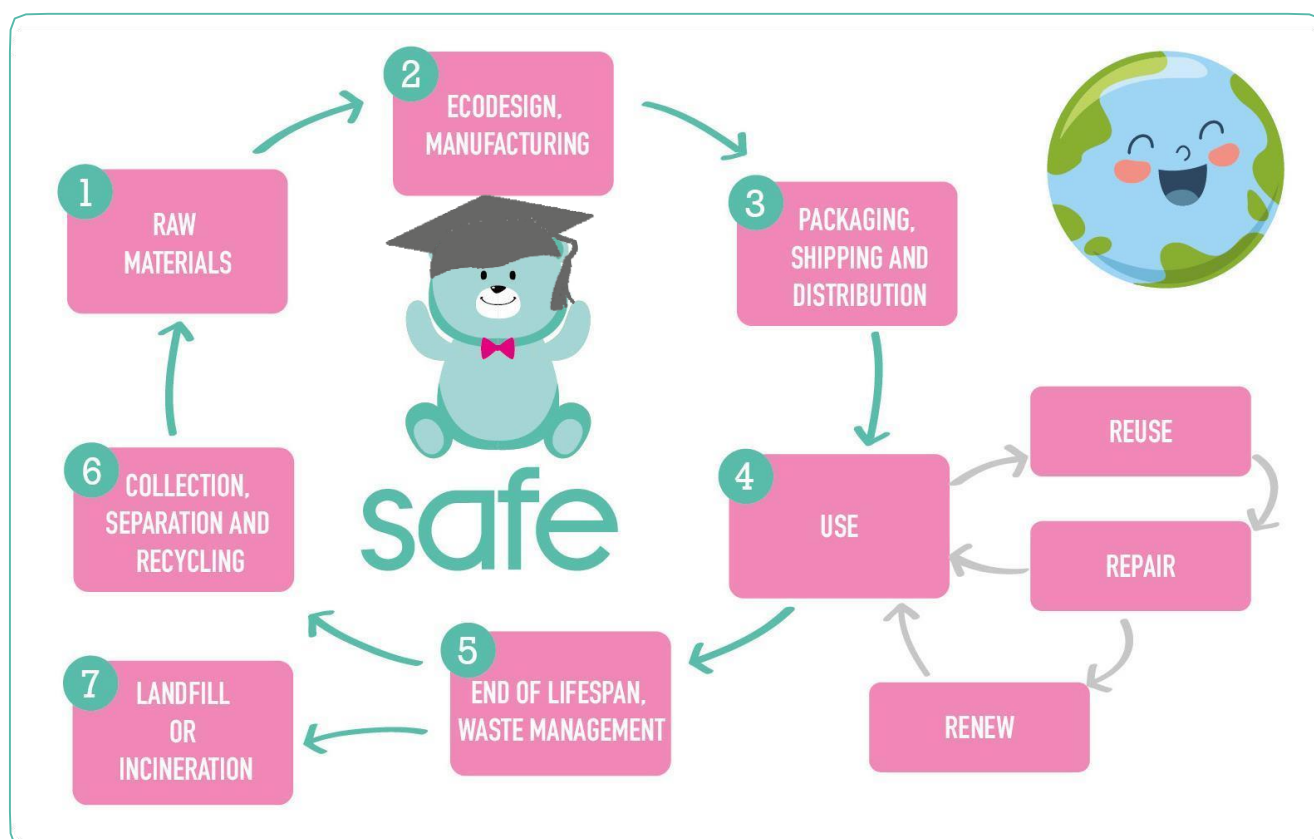 1
RAW
MATERIALS
2
ECODESIGN,
MANUFACTURING
3
PACKAGING,
SHIPPING AND
DISTRIBUTION
4
USE
REUSE
REPAIR
RENEW
5
END OF LIFESPAN,
WASTE MANAGEMENT
6
COLLECTION,
SEPARATION AND
RECYCLING
7
LANDFILL
OR
INCINERATION
safe